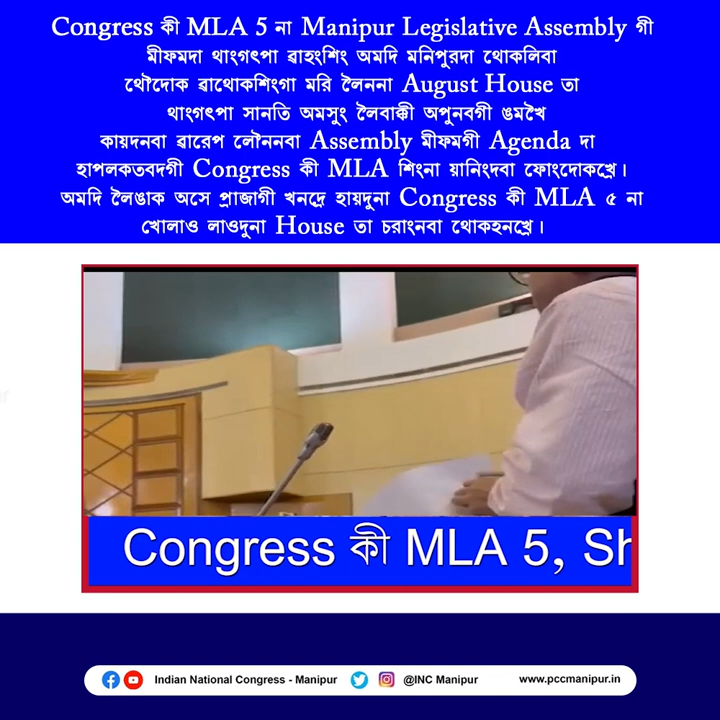 Congress কী MLA 5 না Manipur Legislative Assembly গী
মীফমদা থাংগৎপা ৱাহংশিং অমদি মনিপুরদা থোকলিবা
থৌদোক ৱাথোকশিংগা মরি লৈননা August House তা
থাংগৎপা সানতি অমসুং লৈবাক্কী অপুনবগী ঙমখৈ
কায়দনবা ৱারেপ লৌননবা Assembly মীফমগী Agenda দা
হাপলকতবদগী Congress কী MLA শিংনা য়ানিংদবা ফোংদোকখ্রে।
অমদি লৈঙাক অসে প্রাজাগী খনদ্রে হায়দুনা Congress কী MLA ৫ না
খোলাও লাওদুনা House তা চরাংনবা থোকহনখ্রে।
Congress কী MLA 5, Sh
Indian National Congress - Manipur
@INC Manipur
www.pccmanipur.in